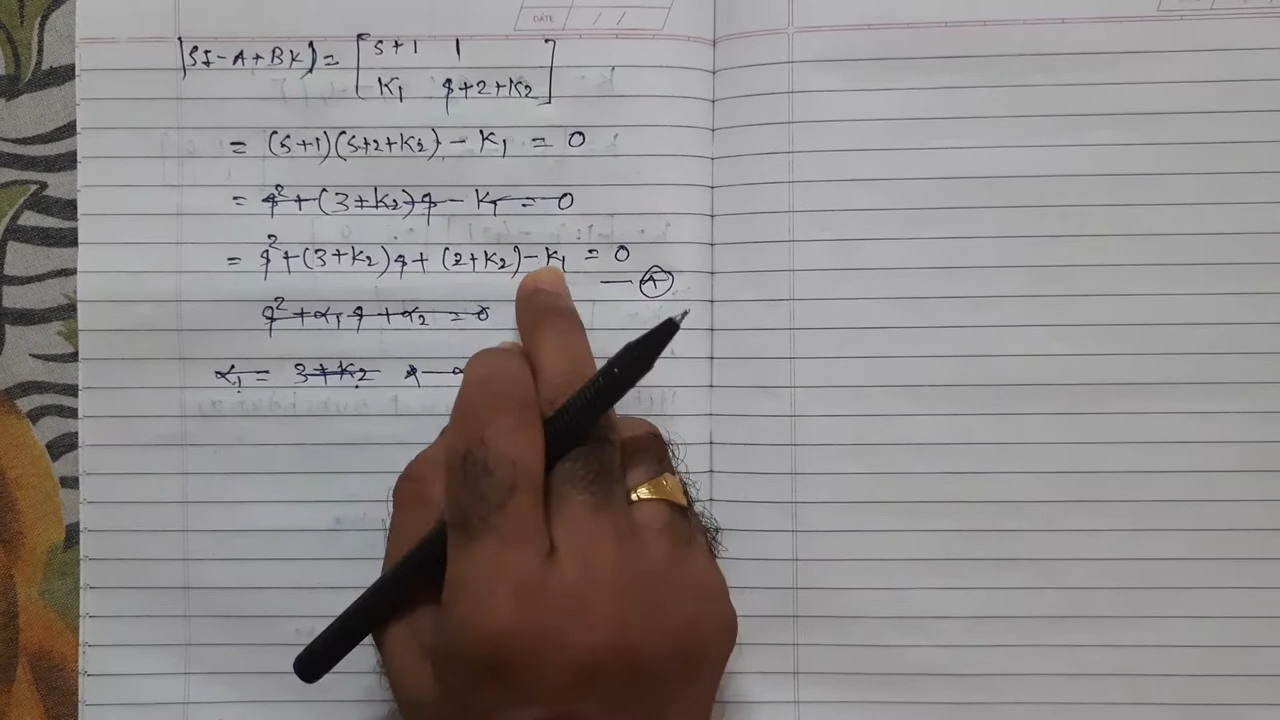 DATE / /
|SI-A+BK| = [s+1 1
K1 s+2+K2]
= (s+1)(s+2+K2) - K1 = 0
= s²+(3+K2)s - K1 = 0
= s²+(3+K2)s+ (2+K2)-K1 = 0
— A
s²+α1 s+α2 = 0
α1 = 3+K2